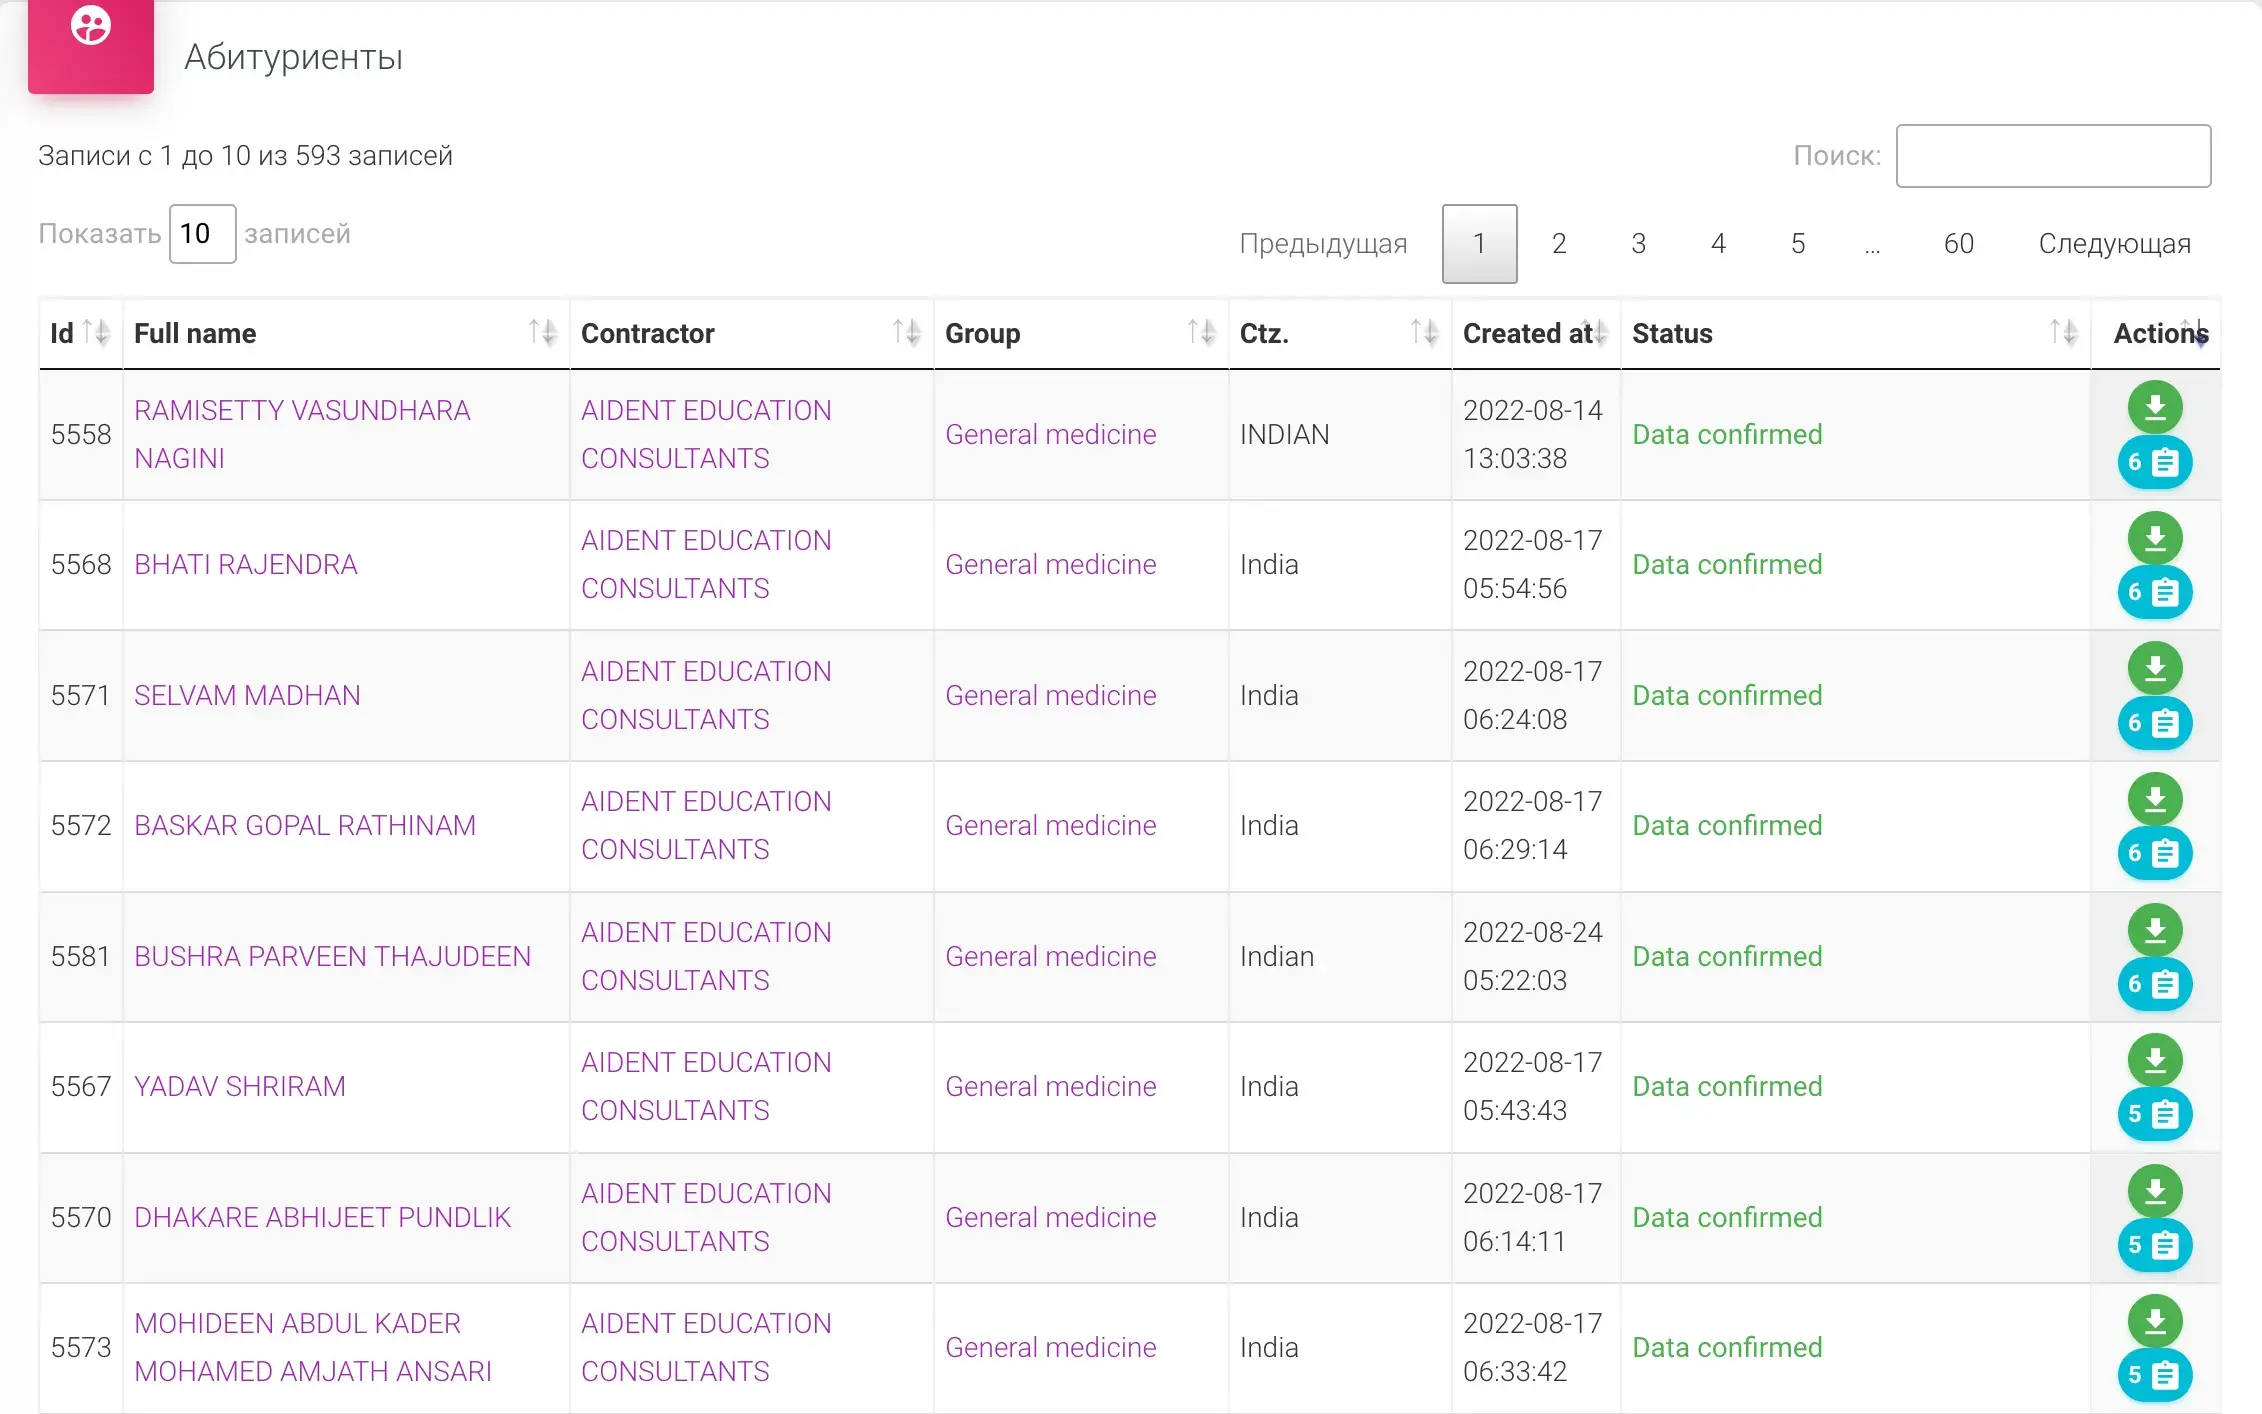 Абитуриенты
Записи с 1 до 10 из 593 записей
Поиск:
Показать 10 записей
Предыдущая 1 2 3 4 5 … 60 Следующая
Id Full name Contractor Group Ctz. Created at Status Actions
5558 RAMISETTY VASUNDHARA NAGINI AIDENT EDUCATION CONSULTANTS General medicine INDIAN 2022-08-14 13:03:38 Data confirmed 6
5568 BHATI RAJENDRA AIDENT EDUCATION CONSULTANTS General medicine India 2022-08-17 05:54:56 Data confirmed 6
5571 SELVAM MADHAN AIDENT EDUCATION CONSULTANTS General medicine India 2022-08-17 06:24:08 Data confirmed 6
5572 BASKAR GOPAL RATHINAM AIDENT EDUCATION CONSULTANTS General medicine India 2022-08-17 06:29:14 Data confirmed 6
5581 BUSHRA PARVEEN THAJUDEEN AIDENT EDUCATION CONSULTANTS General medicine Indian 2022-08-24 05:22:03 Data confirmed 6
5567 YADAV SHRIRAM AIDENT EDUCATION CONSULTANTS General medicine India 2022-08-17 05:43:43 Data confirmed 5
5570 DHAKARE ABHIJEET PUNDLIK AIDENT EDUCATION CONSULTANTS General medicine India 2022-08-17 06:14:11 Data confirmed 5
5573 MOHIDEEN ABDUL KADER MOHAMED AMJATH ANSARI AIDENT EDUCATION CONSULTANTS General medicine India 2022-08-17 06:33:42 Data confirmed 5